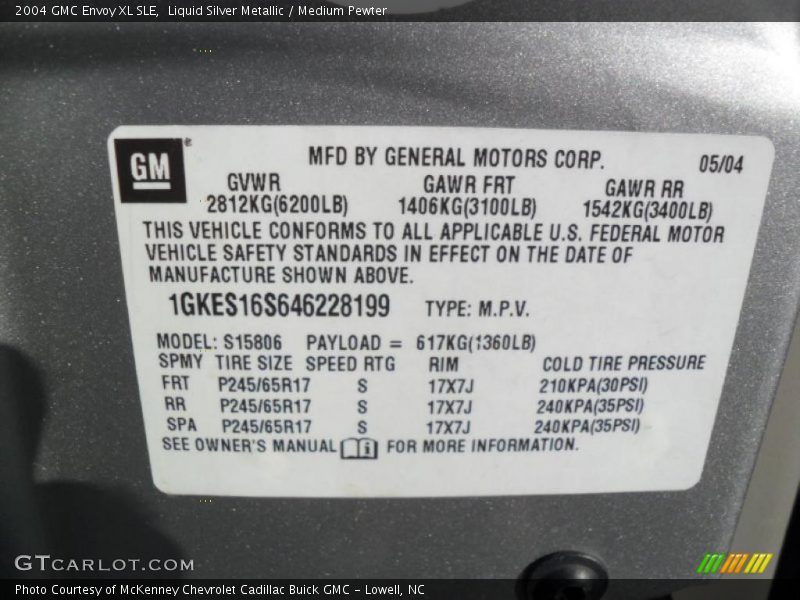 2004 GMC Envoy XL SLE,  Liquid Silver Metallic / Medium Pewter
GM
MFD BY GENERAL MOTORS CORP. 05/04
GVWR GAWR FRT GAWR RR
2812KG(6200LB) 1406KG(3100LB) 1542KG(3400LB)
THIS VEHICLE CONFORMS TO ALL APPLICABLE U.S. FEDERAL MOTOR
VEHICLE SAFETY STANDARDS IN EFFECT ON THE DATE OF
MANUFACTURE SHOWN ABOVE.
1GKES16S646228199 TYPE: M.P.V.
MODEL: S15806 PAYLOAD = 617KG(1360LB)
SPMY TIRE SIZE SPEED RTG RIM COLD TIRE PRESSURE
FRT P245/65R17 S 17X7J 210KPA(30PSI)
RR P245/65R17 S 17X7J 240KPA(35PSI)
SPA P245/65R17 S 17X7J 240KPA(35PSI)
SEE OWNER'S MANUAL FOR MORE INFORMATION.
GTCARLOT.COM
Photo Courtesy of McKenney Chevrolet Cadillac Buick GMC - Lowell, NC